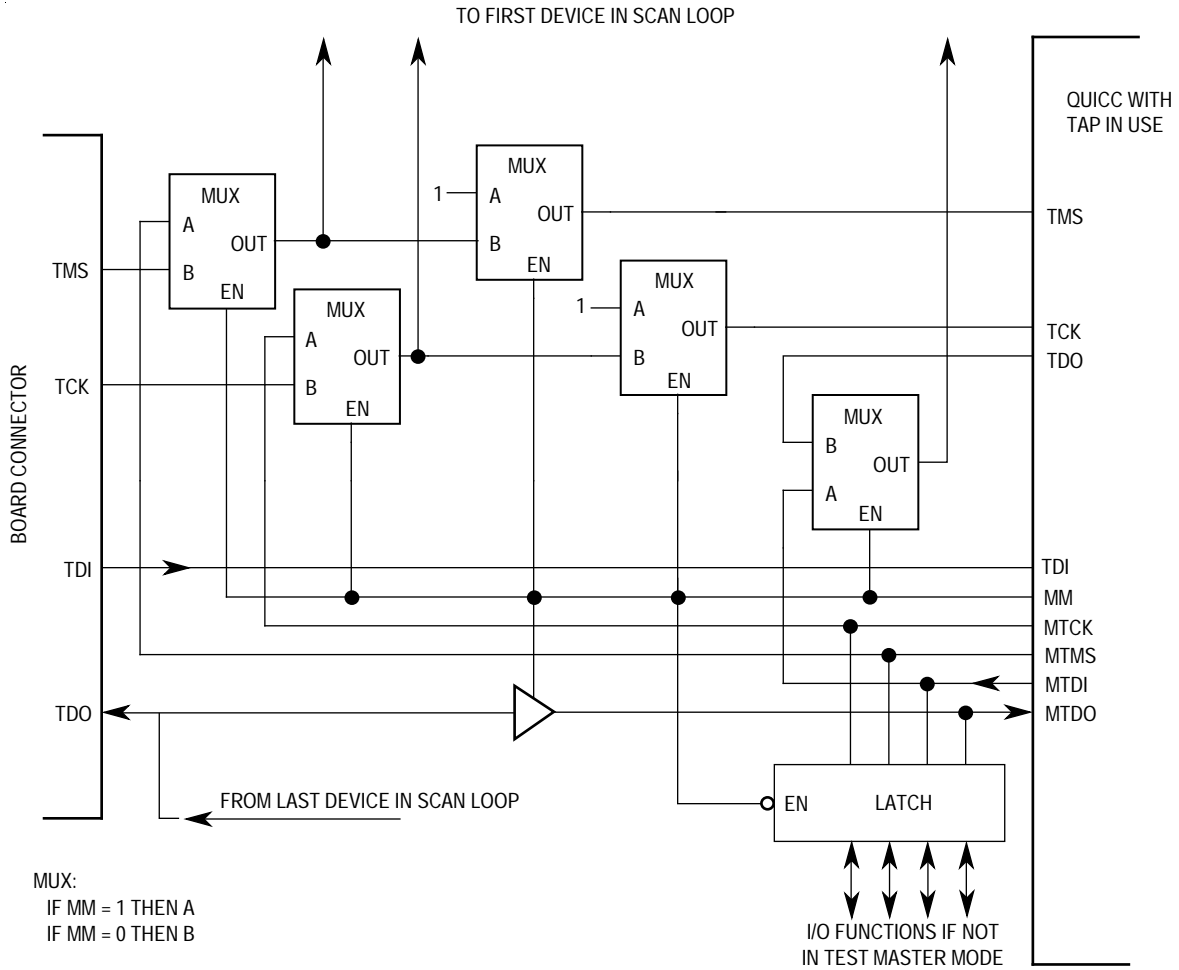 TO FIRST DEVICE IN SCAN LOOP
QUICC WITH
TAP IN USE
BOARD CONNECTOR
TMS
TCK
TDI
TDO
MUX
A
OUT
B
EN
MUX
A
OUT
B
EN
1
MUX
A
OUT
B
EN
1
MUX
A
OUT
B
EN
MUX
B
OUT
A
EN
TMS
TCK
TDO
TDI
MM
MTCK
MTMS
MTDI
MTDO
EN LATCH
FROM LAST DEVICE IN SCAN LOOP
MUX:
IF MM = 1 THEN A
IF MM = 0 THEN B
I/O FUNCTIONS IF NOT
IN TEST MASTER MODE